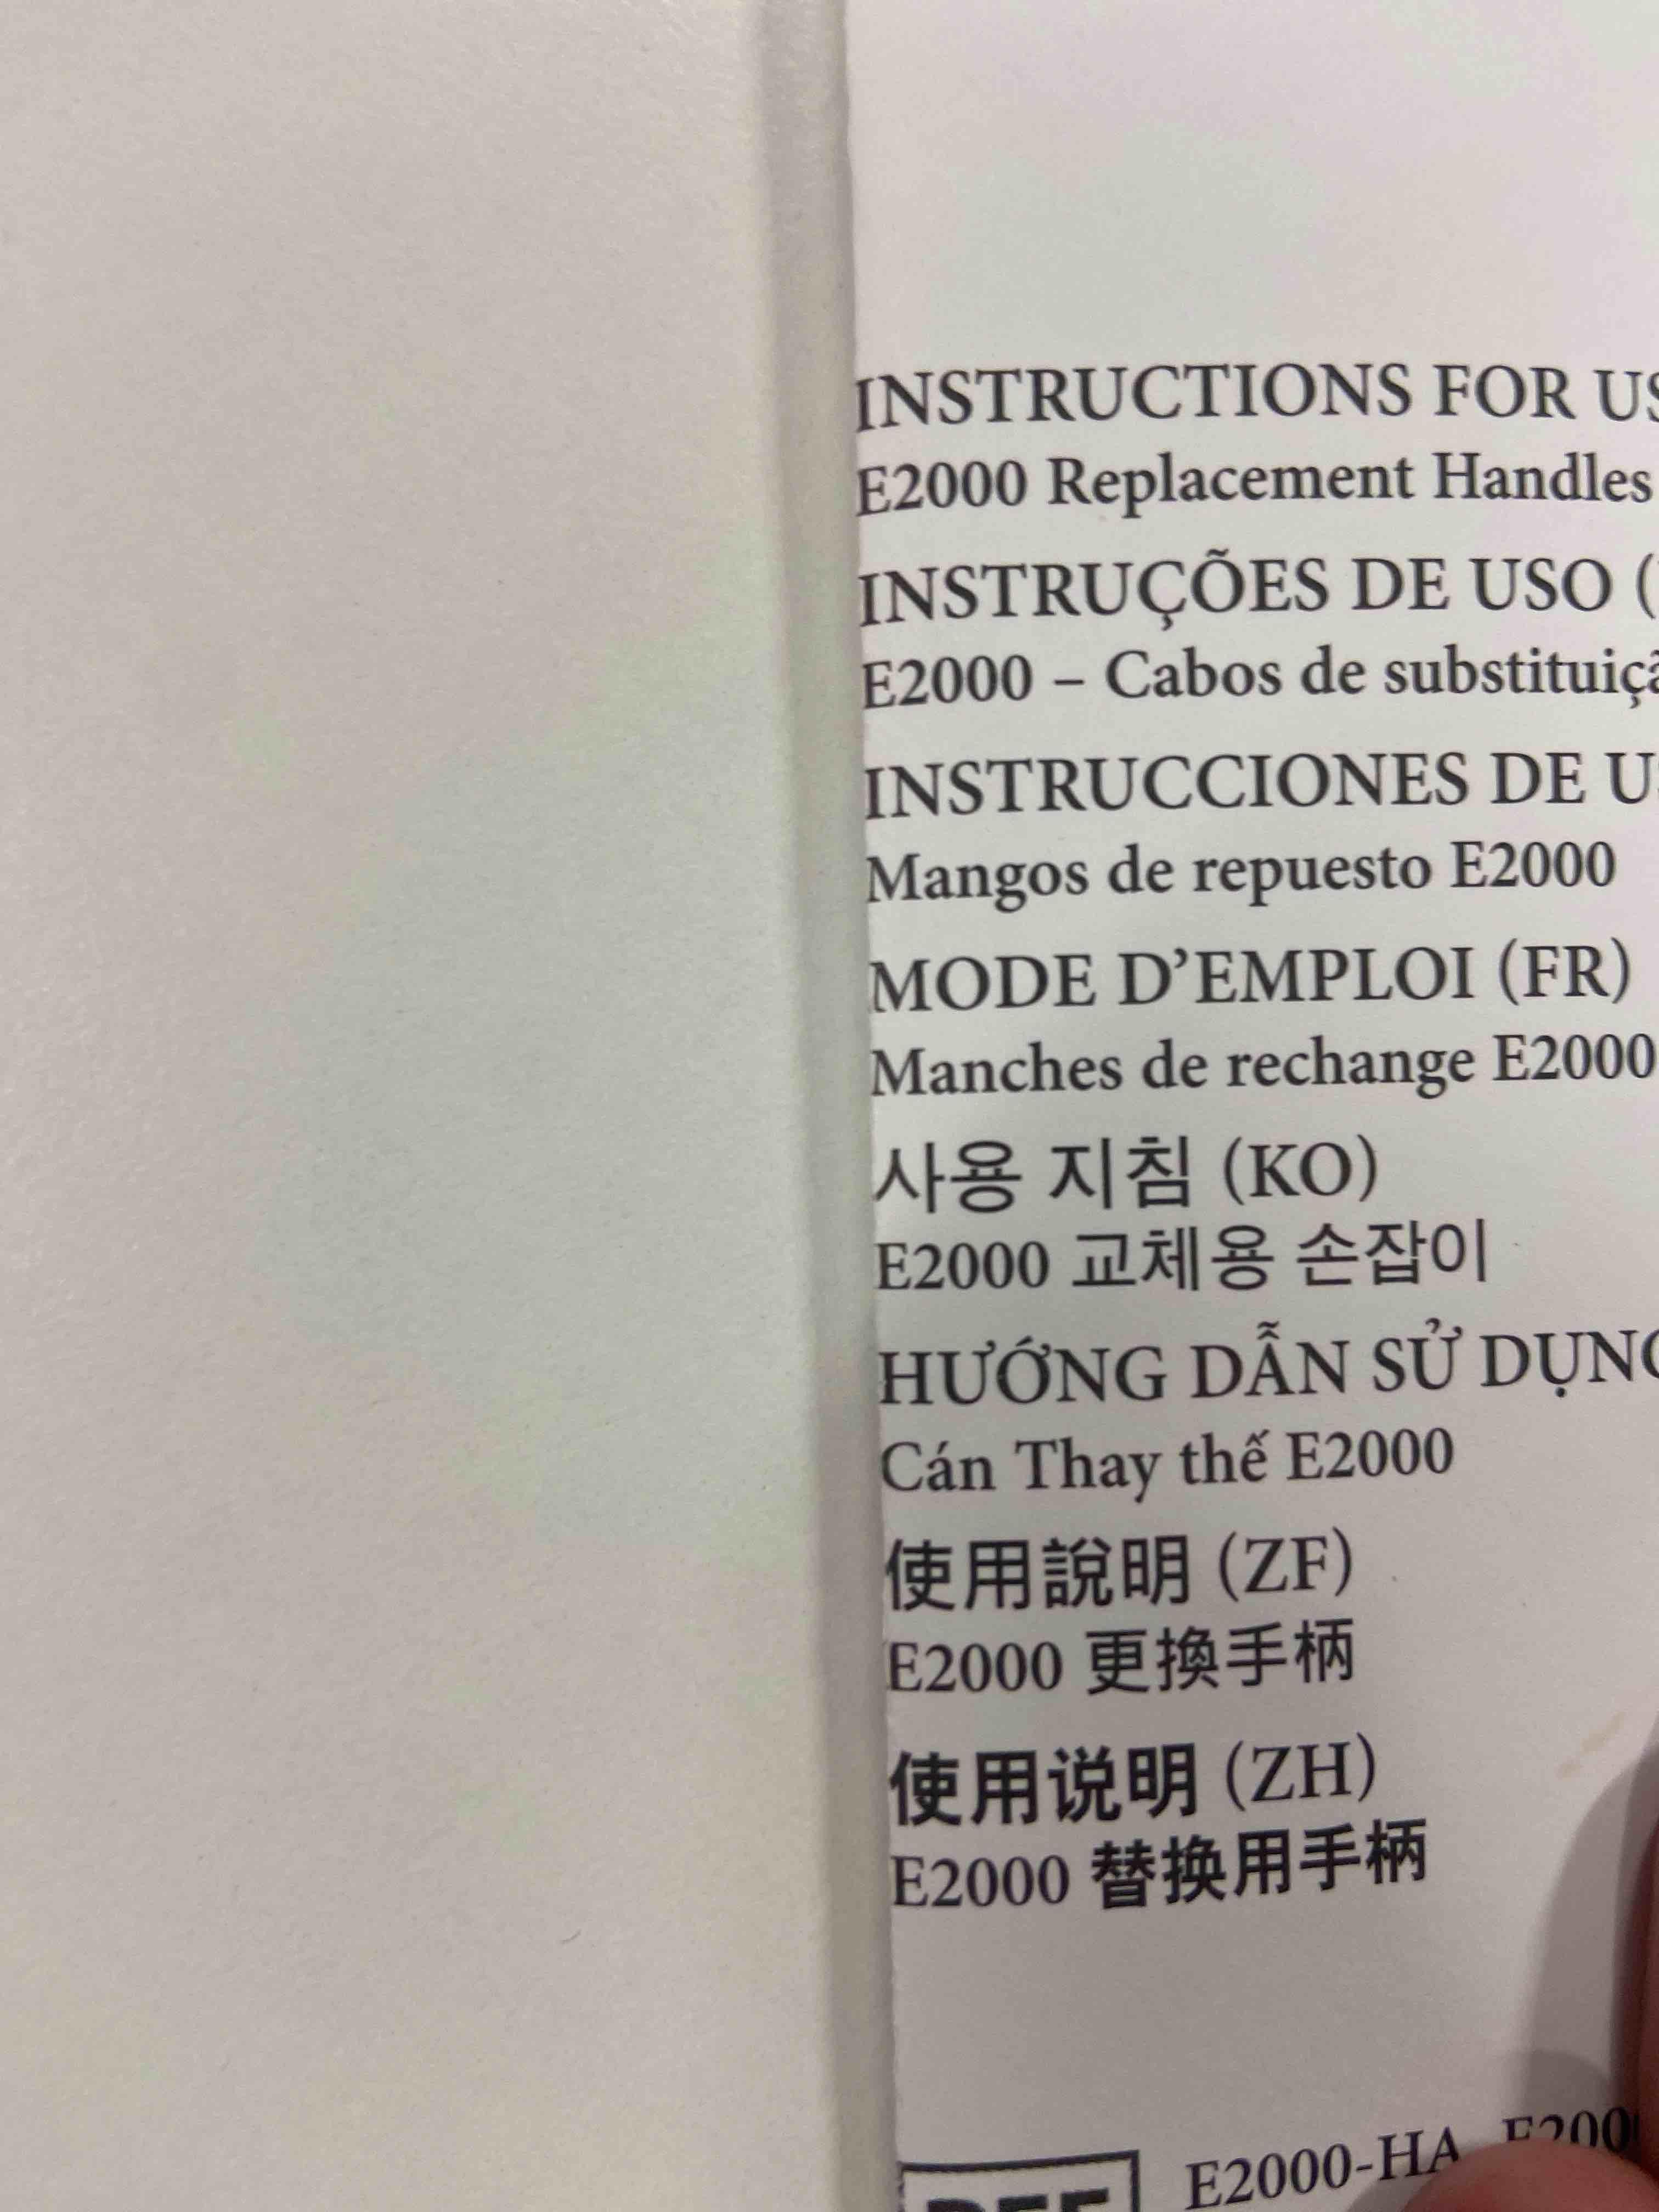 INSTRUCTIONS FOR
E2000 Replacement Handles
INSTRUÇÕES DE USO (
E2000 – Cabos de
INSTRUCCIONES DE
Mangos de repuesto E2000
MODE D’EMPLOI (FR)
Manches de rechange E2000
사용 지침 (KO)
E2000 교체용 손잡이
HƯỚNG DẪN SỬ
Cán Thay thế E2000
使用說明 (ZF)
E2000 更換手柄
使用说明 (ZH)
E2000 替换用手柄
REF E2000-HA